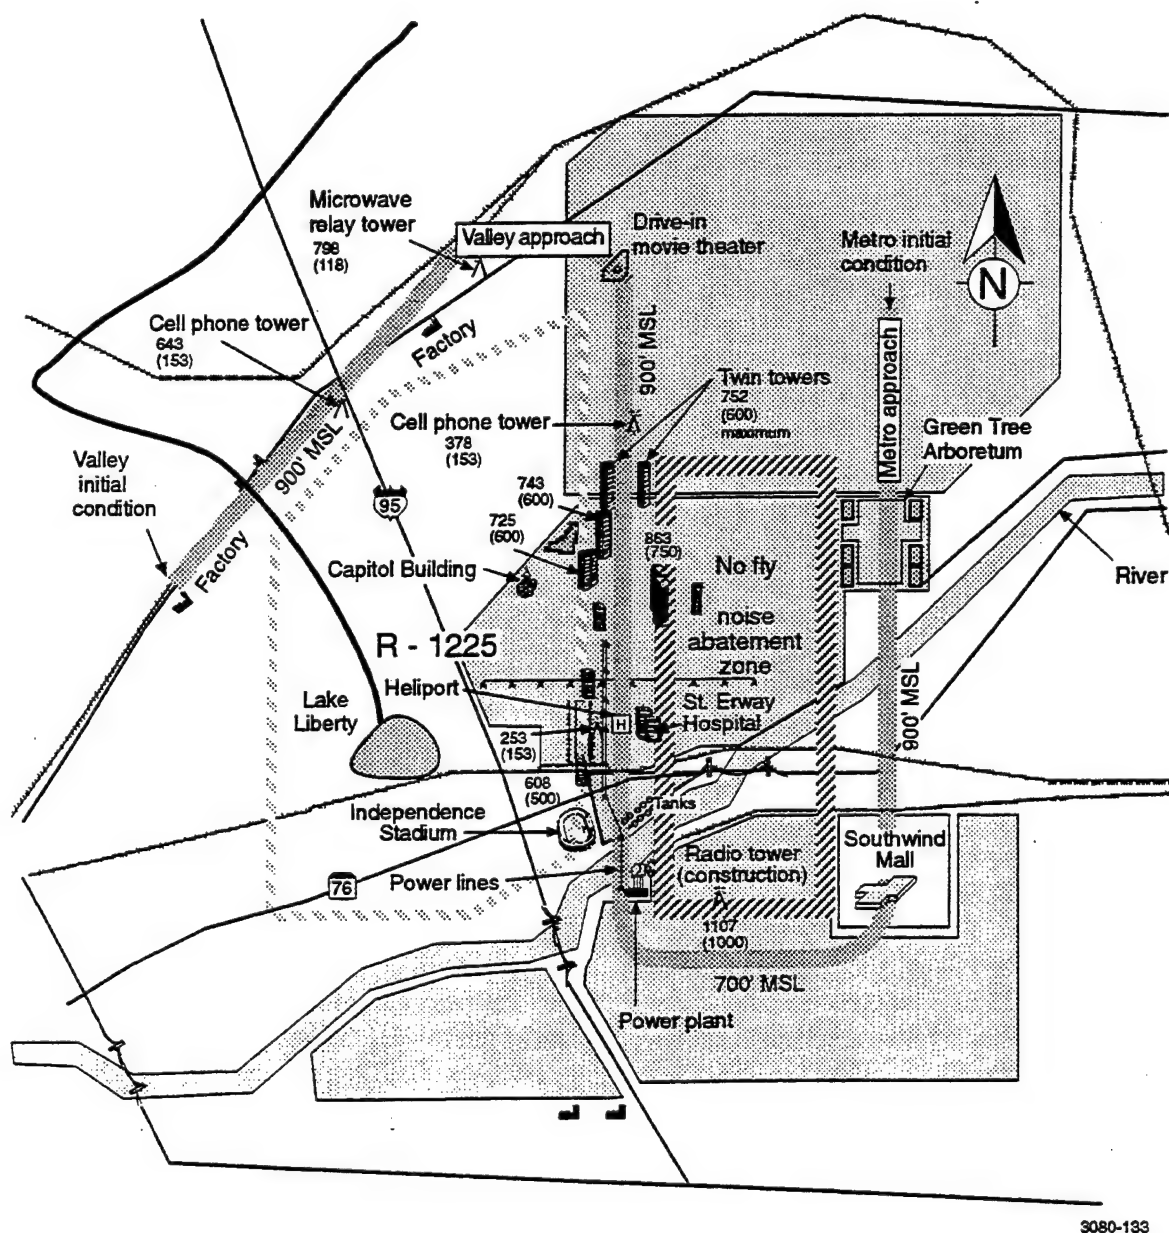 Microwave
relay tower
798
(118)
Valley approach
Drive-in
movie theater
Metro initial
condition
N
Cell phone tower
643
(153)
Factory
900' MSL
Twin towers
752
(600)
maximum
Metro approach
Green Tree
Arboretum
Cell phone tower
378
(153)
900' MSL
Valley
initial
condition
95
743
(600)
725
(600)
863
(750)
No fly
noise
abatement
zone
Capitol Building
Factory
River
R - 1225
Heliport
H
St. Erway
Hospital
Lake
Liberty
253
(153)
900' MSL
608
(500)
Tanks
Independence
Stadium
Southwind
Mall
Radio tower
(construction)
Power lines
76
1107
(1000)
700' MSL
Power plant
3080-133